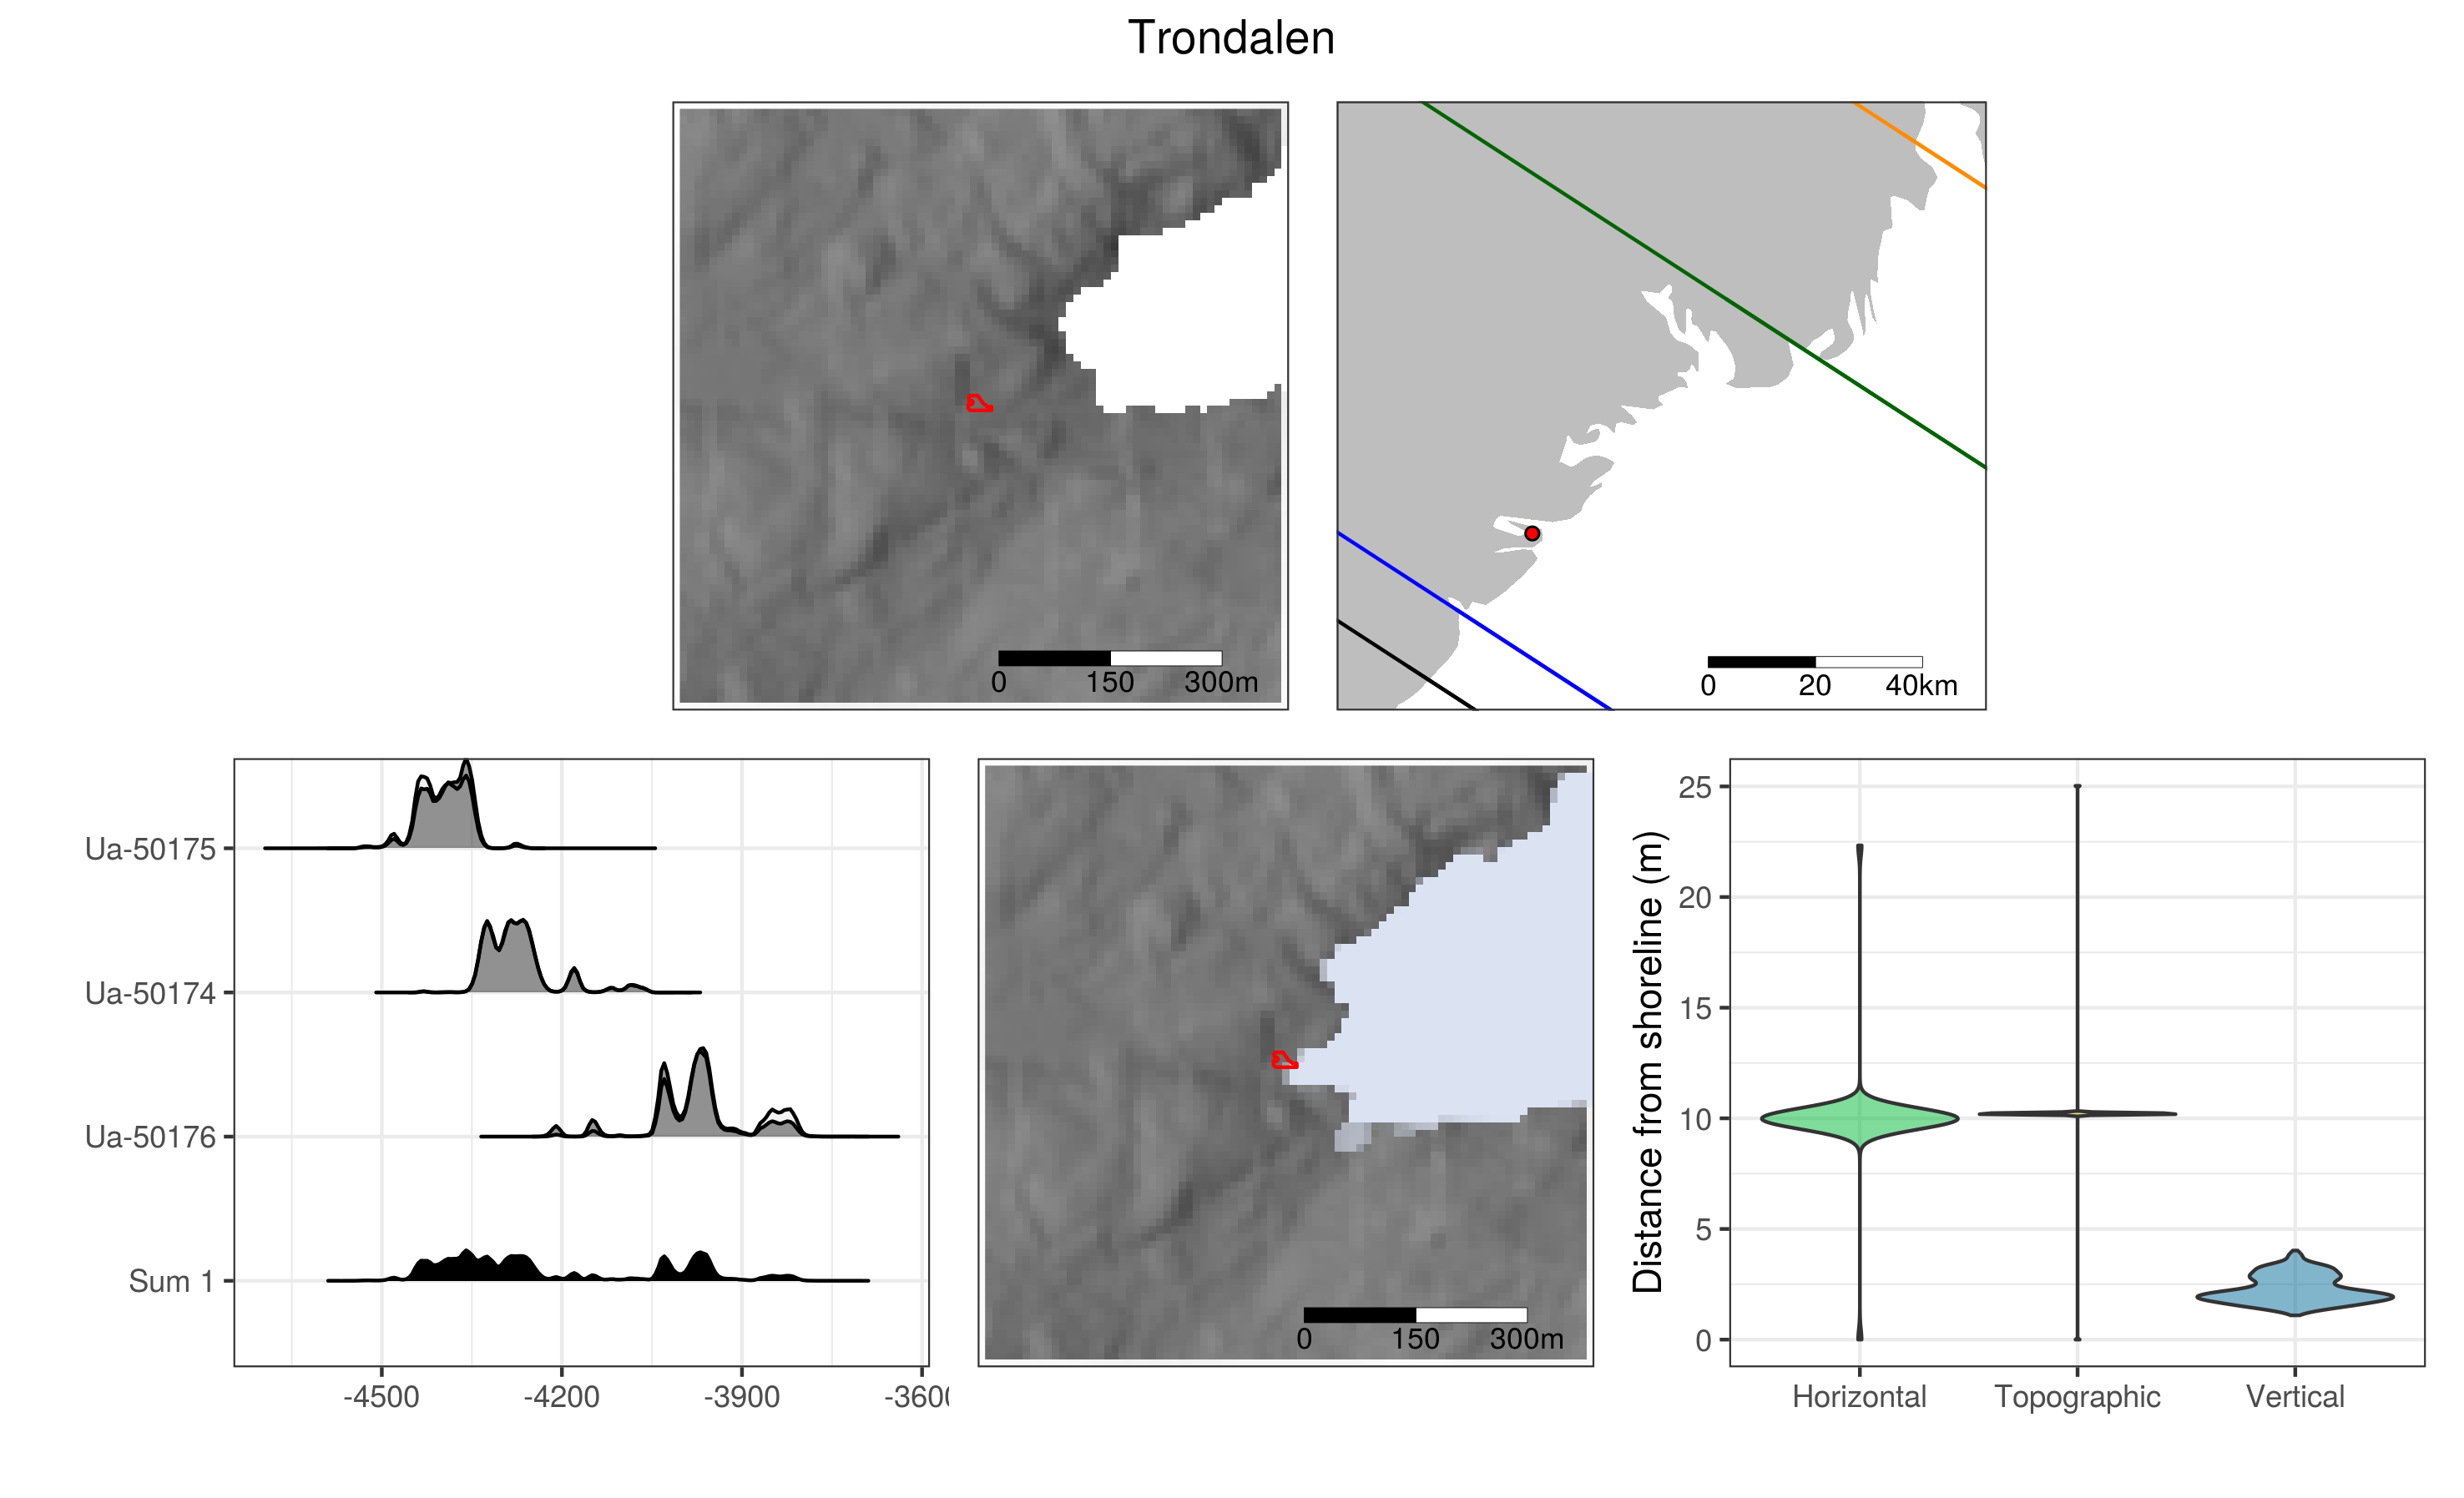 Trondalen
0 150 300m
0 20 40km
Ua-50175
Ua-50174
Ua-50176
Sum 1
-4500 -4200 -3900 -360
0 150 300m
Distance from shoreline (m)
25
20
15
10
5
0
Horizontal Topographic Vertical